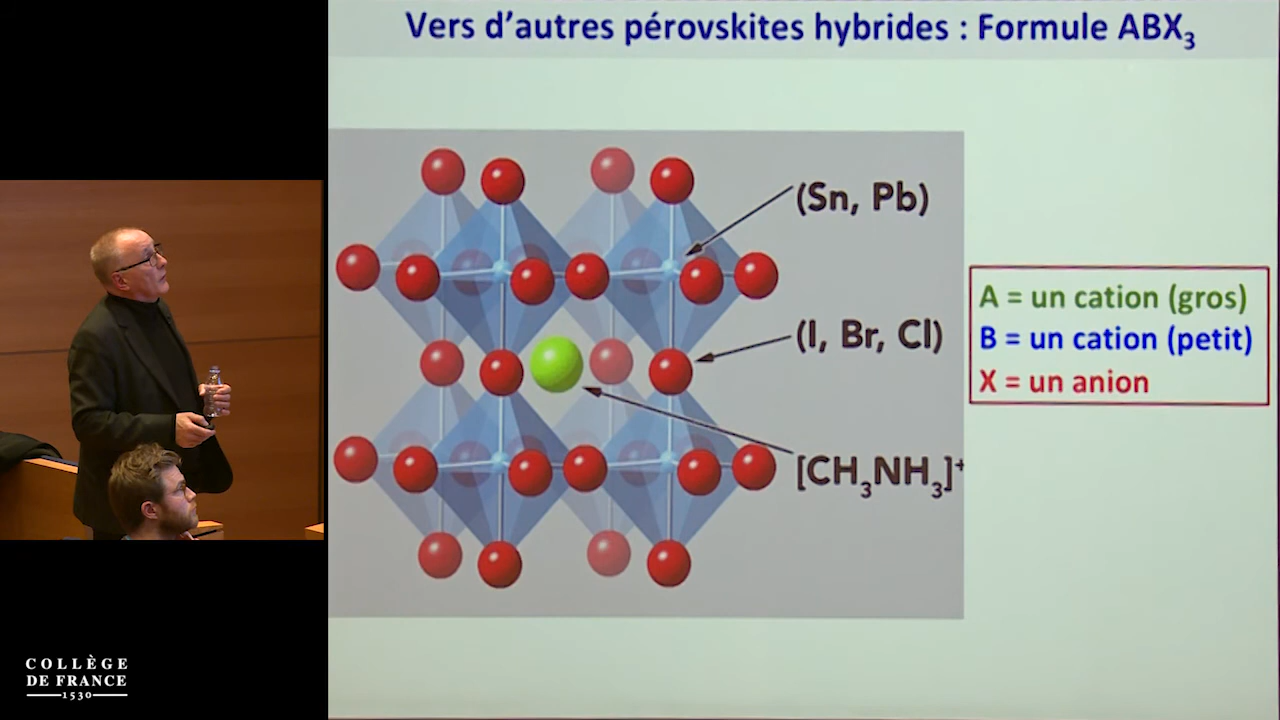 Vers d'autres pérovskites hybrides : Formule ABX₃
(Sn, Pb)
(I, Br, Cl)
[CH₃NH₃]⁺
A = un cation (gros)
B = un cation (petit)
X = un anion
COLLÈGE
DE FRANCE
1530